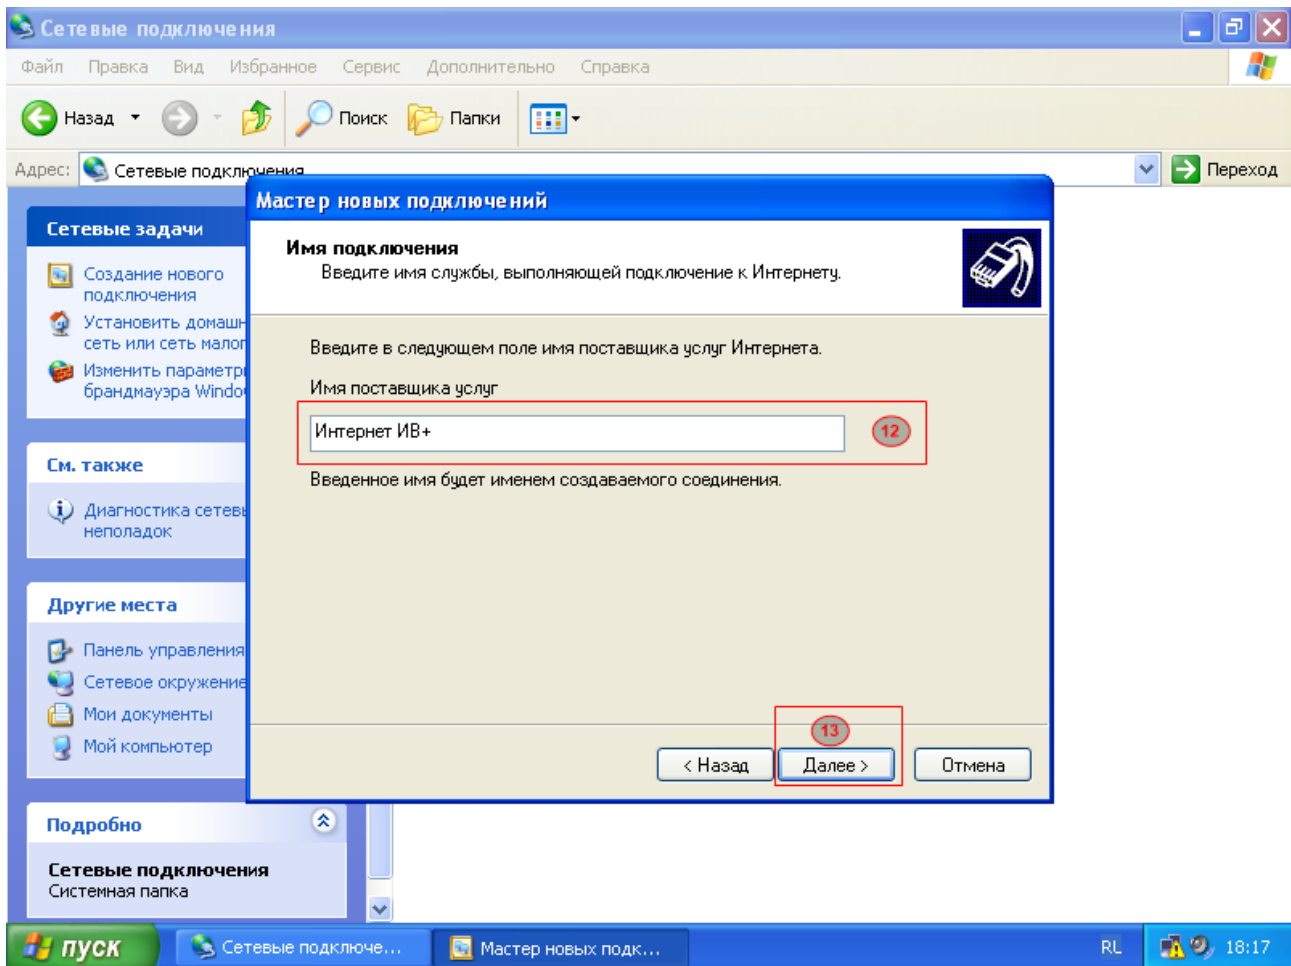 Сетевые подключения
Файл Правка Вид Избранное Сервис Дополнительно Справка
Назад Поиск Папки
Адрес: Сетевые подключения Переход
Сетевые задачи
Создание нового
подключения
Установить домашн
сеть или сеть малог
Изменить параметры
брандмауэра Windo
См. также
Диагностика сетевы
неполадок
Другие места
Панель управления
Сетевое окружение
Мои документы
Мой компьютер
Подробно
Сетевые подключения
Системная папка
Мастер новых подключений
Имя подключения
Введите имя службы, выполняющей подключение к Интернету.
Введите в следующем поле имя поставщика услуг Интернета.
Имя поставщика услуг
Интернет ИВ+
12
Введенное имя будет именем создаваемого соединения.
13
< Назад Далее > Отмена
пуск Сетевые подключе... Мастер новых подк... RL 18:17